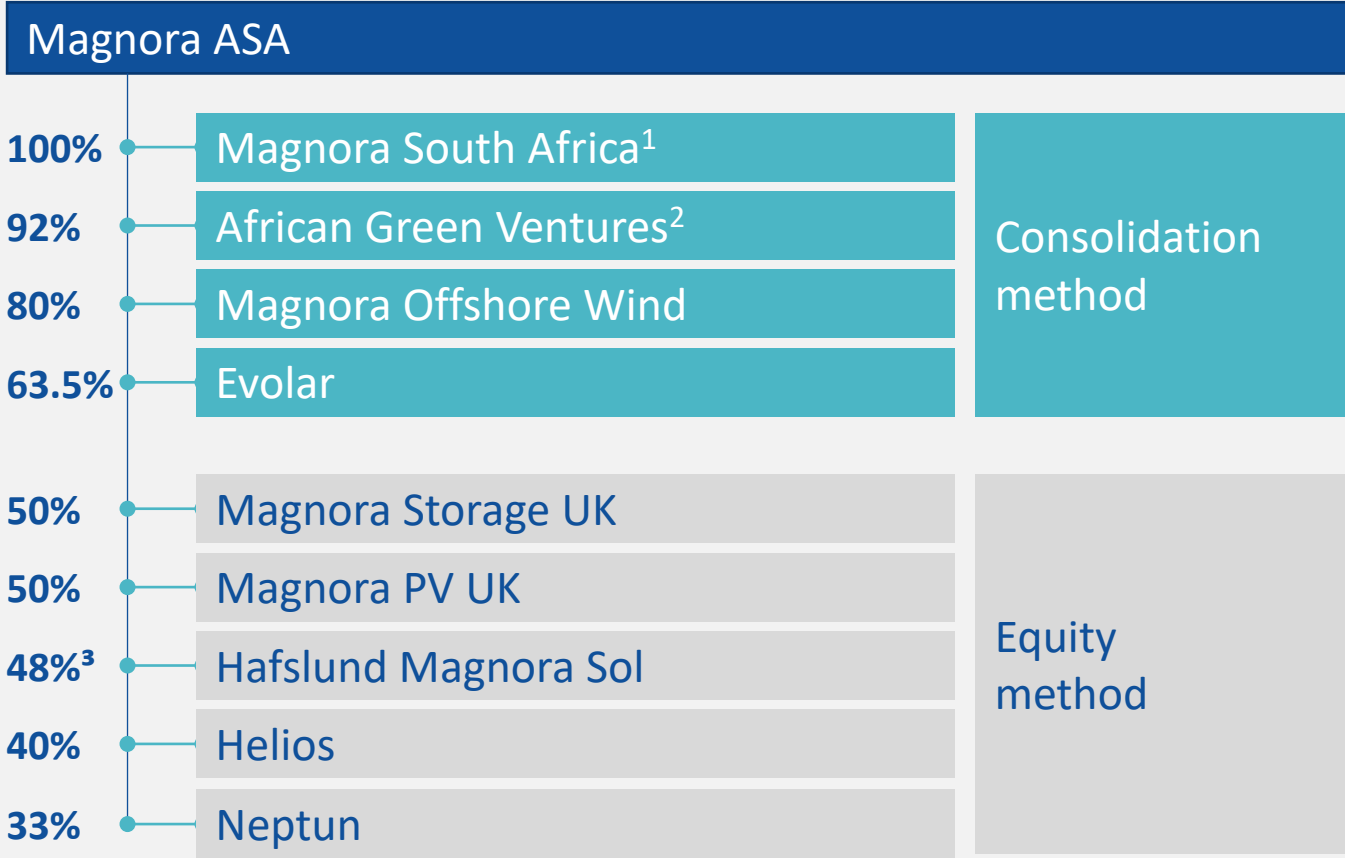 Magnora ASA
100% Magnora South Africa¹
92% African Green Ventures²
80% Magnora Offshore Wind
63.5% Evolar
Consolidation
method
50% Magnora Storage UK
50% Magnora PV UK
48%³ Hafslund Magnora Sol
40% Helios
33% Neptun
Equity
method